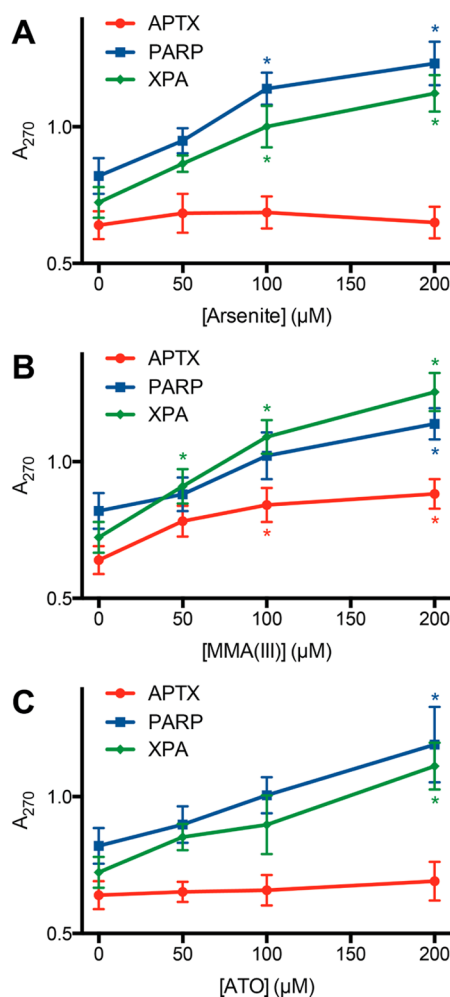 A
APTX
PARP
XPA
*
*
*
*
1.0
0.5
A270
0
50
100
150
200
[Arsenite] (µM)
B
APTX
PARP
XPA
*
*
*
*
*
*
1.0
0.5
A270
0
50
100
150
200
[MMA(III)] (µM)
C
APTX
PARP
XPA
*
*
1.0
0.5
A270
0
50
100
150
200
[ATO] (µM)